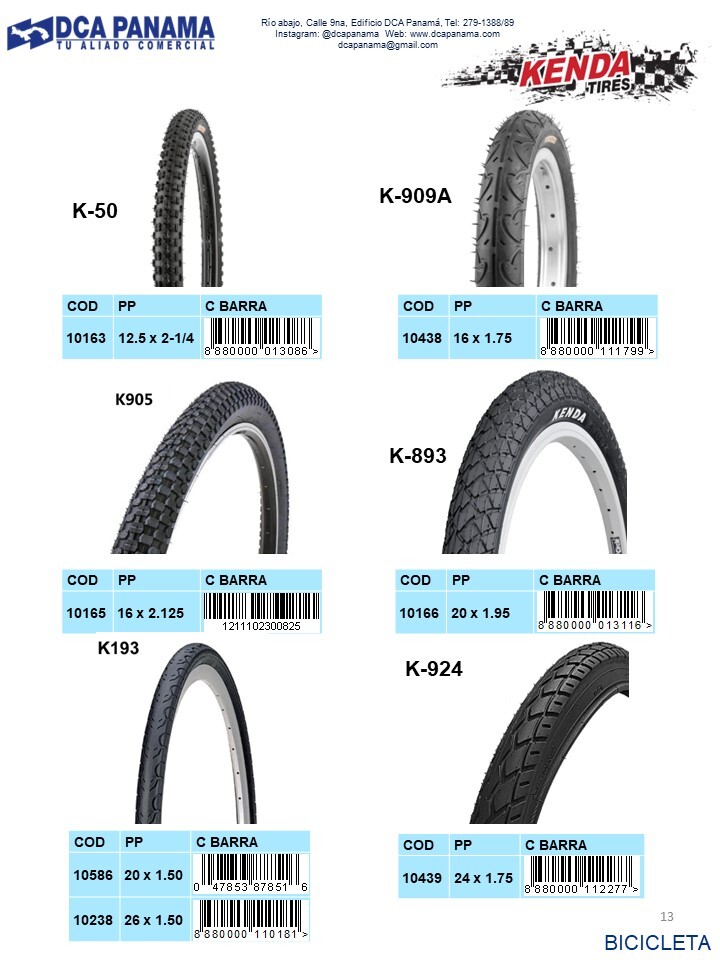 DCA PANAMA
TU ALIADO COMERCIAL
Río abajo, Calle 9na, Edificio DCA Panamá, Tel: 279-1388/89
Instagram: @dcapanama Web: www.dcapanama.com
dcapanama@gmail.com
KENDA
TIRES
K-50
COD PP C BARRA
10163 12.5 x 2-1/4 8 880000 013086 >
K-909A
COD PP C BARRA
10438 16 x 1.75 8 880000 111799 >
K905
COD PP C BARRA
10165 16 x 2.125 1211102300825
K-893
KENDA
COD PP C BARRA
10166 20 x 1.95 8 880000 013116 >
K193
COD PP C BARRA
10586 20 x 1.50 0 47853 87851 6
10238 26 x 1.50 8 880000 110181 >
K-924
COD PP C BARRA
10439 24 x 1.75 8 880000 112277 >
13
BICICLETA